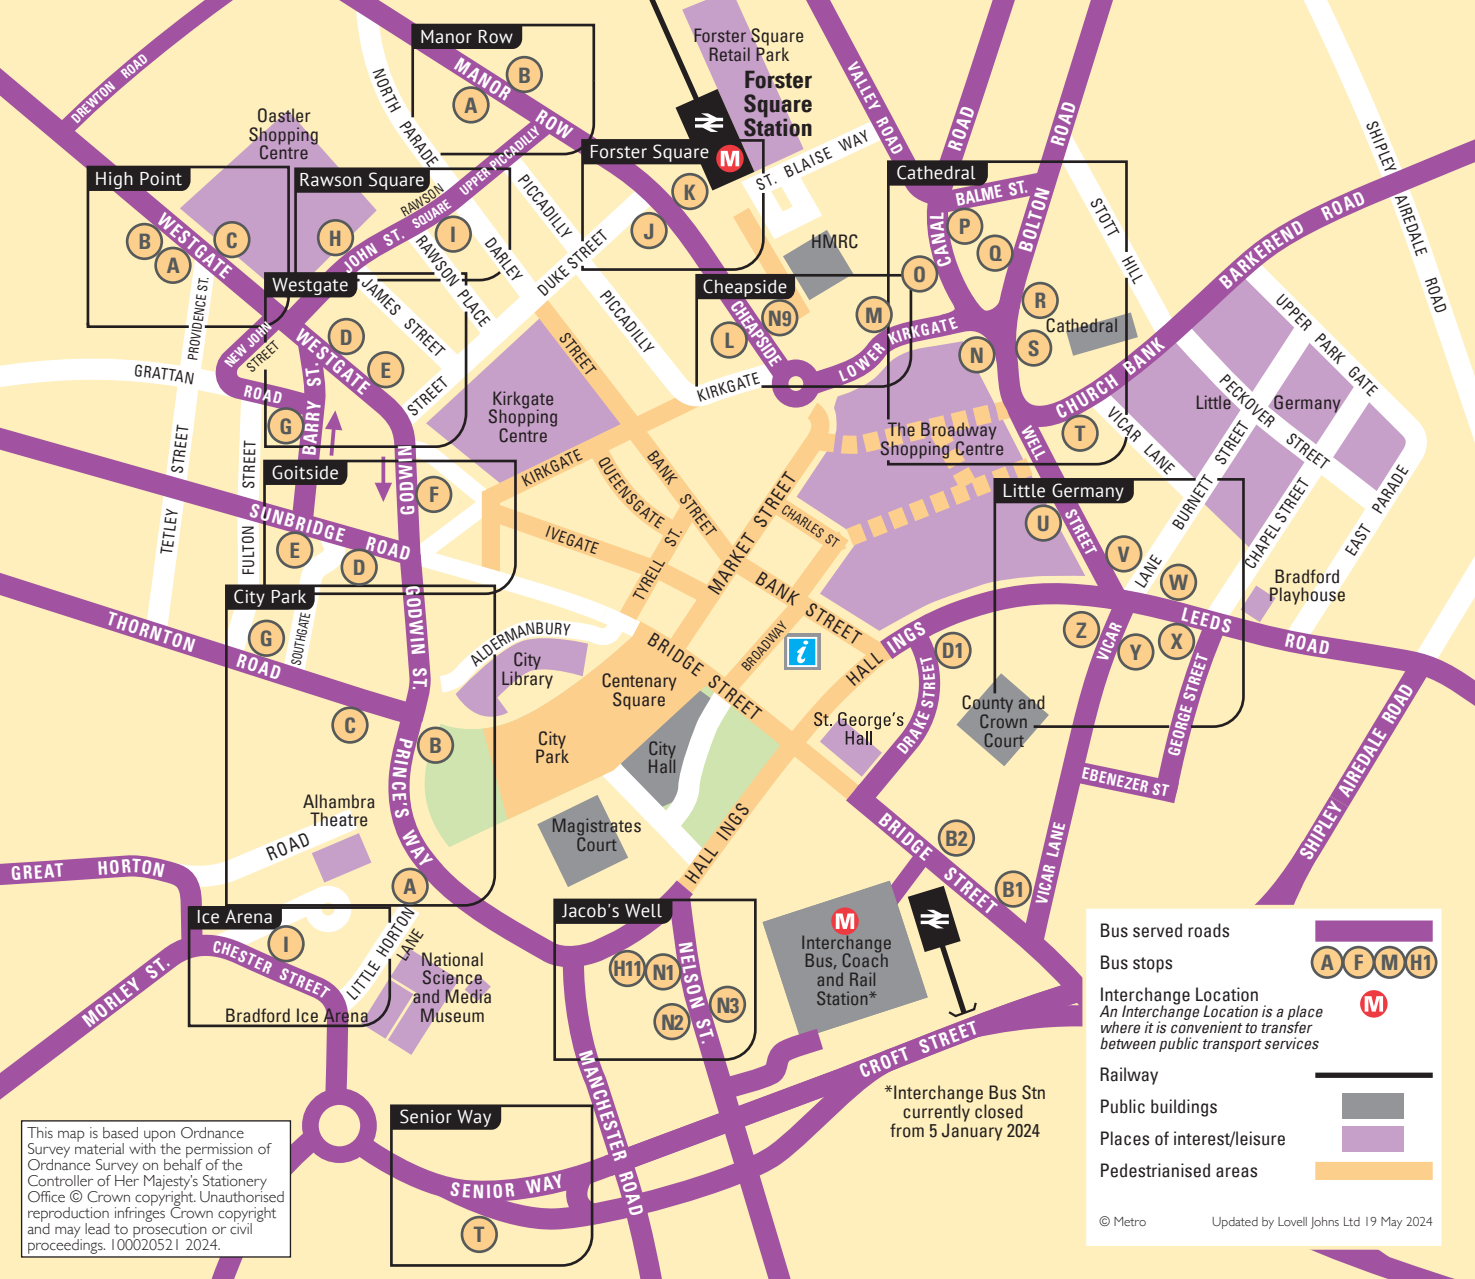 Manor Row
B
A
MANOR
ROW
DREWTON ROAD
NORTH
PARADE
Oastler
Shopping
Centre
Forster Square
Retail Park
Forster
Square
Station
M
Forster Square
K
J
ST. BLAISE WAY
VALLEY ROAD
ROAD
ROAD
SHIPLEY
AIREDALE
ROAD
High Point
B
A
C
WESTGATE
Rawson Square
H
I
RAWSON
SQUARE
UPPER PICCADILLY
JOHN ST.
RAWSON PLACE
DARLEY
STREET
PICCADILLY
PICCADILLY
DUKE STREET
HMRC
Cathedral
BALME ST.
CANAL
BOLTON
P
Q
O
R
S
N
M
T
Cathedral
STOTT
HILL
BARKEREND ROAD
CHURCH BANK
UPPER PARK GATE
Cheapside
N9
L
CHEAPSIDE
LOWER KIRKGATE
KIRKGATE
Westgate
D
E
G
JAMES STREET
WESTGATE
NEW JOHN
STREET
PROVIDENCE ST.
GRATTAN
ROAD
BARRY ST.
STREET
Kirkgate
Shopping
Centre
The Broadway
Shopping Centre
Little Germany
PECKOVER STREET
VICAR LANE
BURNETT STREET
CHAPEL STREET
EAST PARADE
Goitside
F
E
D
GODWIN
TETLEY STREET
FULTON STREET
SUNBRIDGE ROAD
KIRKGATE
QUEENSGATE
BANK STREET
IVEGATE
TYRELL ST.
MARKET STREET
CHARLES ST
BANK STREET
BROADWAY
WELL
STREET
Little Germany
U
V
W
X
Y
Z
LANE
VICAR
LEEDS
ROAD
Bradford
Playhouse
GEORGE STREET
EBENEZER ST
VICAR LANE
SHIPLEY AIREDALE ROAD
County and
Crown
Court
City Park
G
C
B
A
SOUTHGATE
GODWIN ST.
THORNTON
ROAD
ALDERMANBURY
City
Library
Centenary
Square
City
Park
City
Hall
BRIDGE STREET
HALL
INGS
i
D1
DRAKE STREET
St. George's
Hall
Magistrates
Court
HALL INGS
PRINCE'S WAY
Alhambra
Theatre
ROAD
GREAT HORTON
Ice Arena
I
CHESTER STREET
MORLEY ST.
LITTLE HORTON
LANE
Bradford Ice Arena
National
Science
and Media
Museum
Jacob's Well
H11
N1
N2
N3
NELSON ST.
MANCHESTER ROAD
M
Interchange
Bus, Coach
and Rail
Station*
BRIDGE STREET
B2
B1
CROFT STREET
*Interchange Bus Stn
currently closed
from 5 January 2024
Senior Way
SENIOR WAY
T
This map is based upon Ordnance
Survey material with the permission of
Ordnance Survey on behalf of the
Controller of Her Majesty's Stationery
Office © Crown copyright. Unauthorised
reproduction infringes Crown copyright
and may lead to prosecution or civil
proceedings. 100020521 2024.
Bus served roads
Bus stops
A F M H1
Interchange Location
M
An Interchange Location is a place
where it is convenient to transfer
between public transport services
Railway
Public buildings
Places of interest/leisure
Pedestrianised areas
© Metro
Updated by Lovell Johns Ltd 19 May 2024